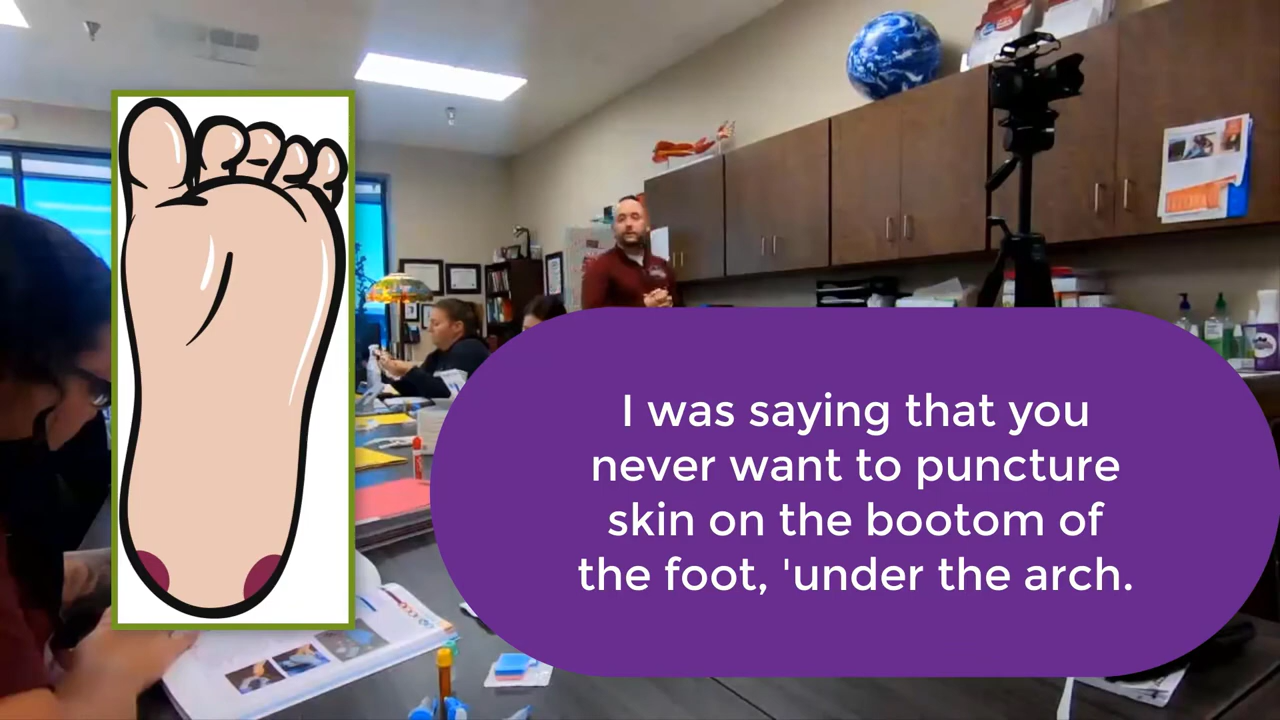 I was saying that you
never want to puncture
skin on the bootom of
the foot, 'under the arch.